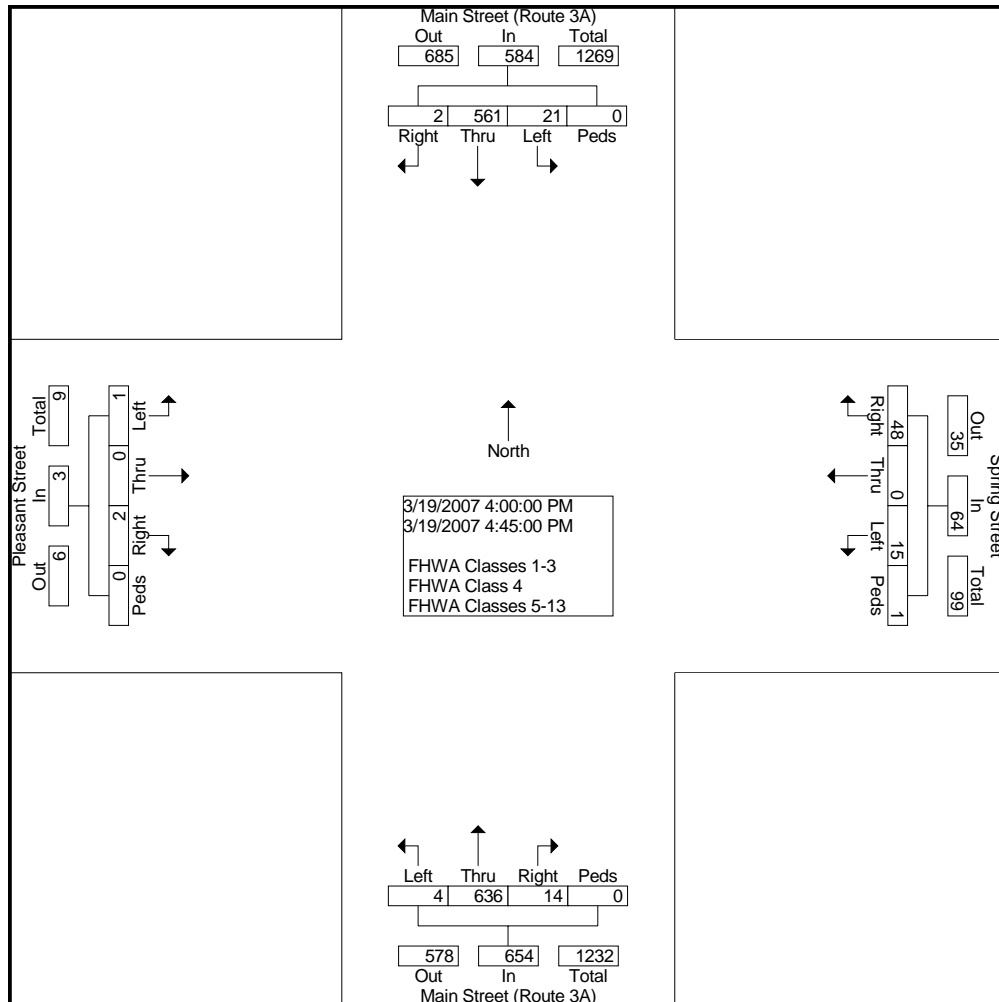 Main Street (Route 3A)
Out In Total
685 584 1269
2 561 21 0
Right Thru Left Peds
Pleasant Street
Total In Out
9 3 6
1 0 2 0
Left Thru Right Peds
North
3/19/2007 4:00:00 PM
3/19/2007 4:45:00 PM
FHWA Classes 1-3
FHWA Class 4
FHWA Classes 5-13
Right Thru Left Peds
48 0 15 1
Out In Total
35 64 99
Spring Street
Left Thru Right Peds
4 636 14 0
578 654 1232
Out In Total
Main Street (Route 3A)